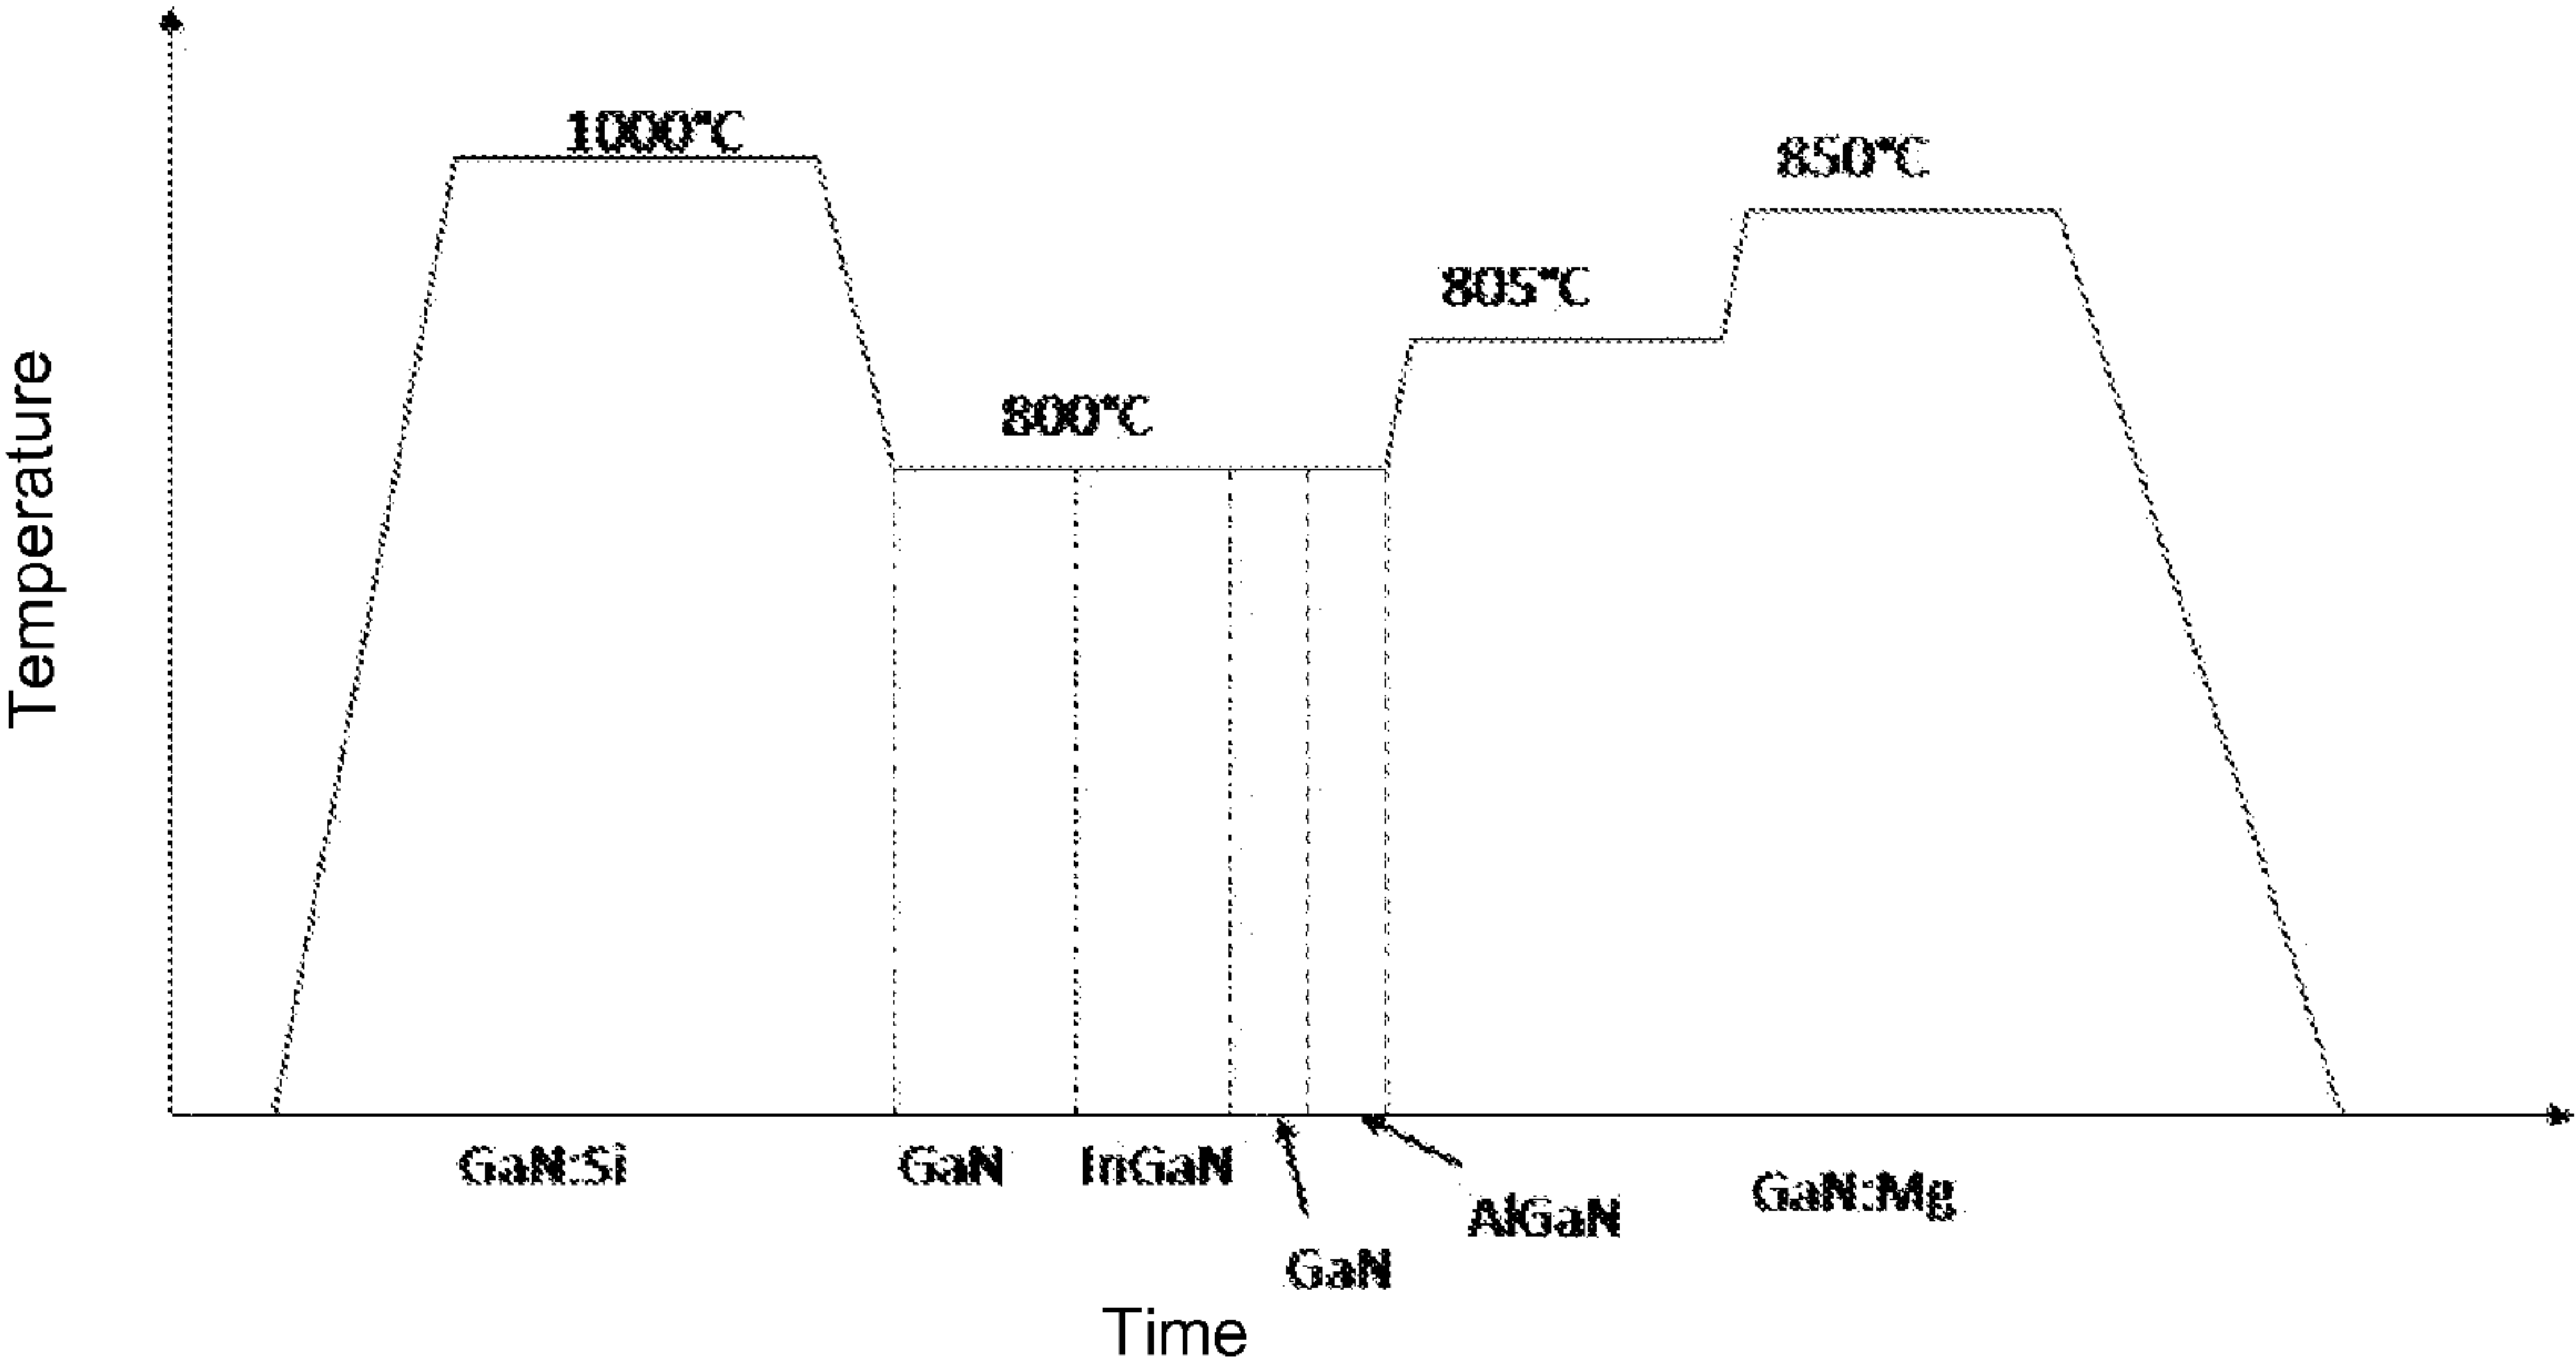 1000°C
850°C
805°C
800°C
Temperature
GaN:Si
GaN
InGaN
GaN
AlGaN
GaN:Mg
Time